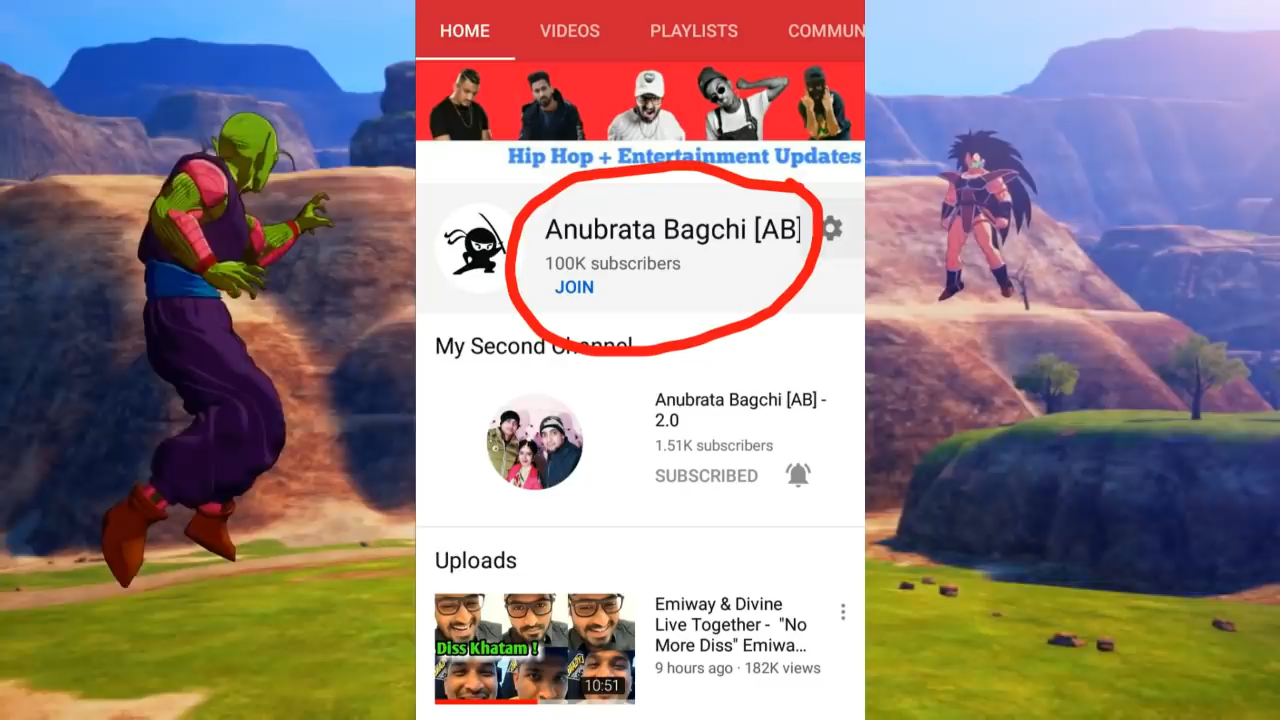 HOME VIDEOS PLAYLISTS COMMUN
Hip Hop + Entertainment Updates
Anubrata Bagchi [AB]
100K subscribers
JOIN
My Second Channel
Anubrata Bagchi [AB] -
2.0
1.51K subscribers
SUBSCRIBED
Uploads
Diss Khatam !
10:51
Emiway & Divine
Live Together - "No
More Diss" Emiwa...
9 hours ago · 182K views